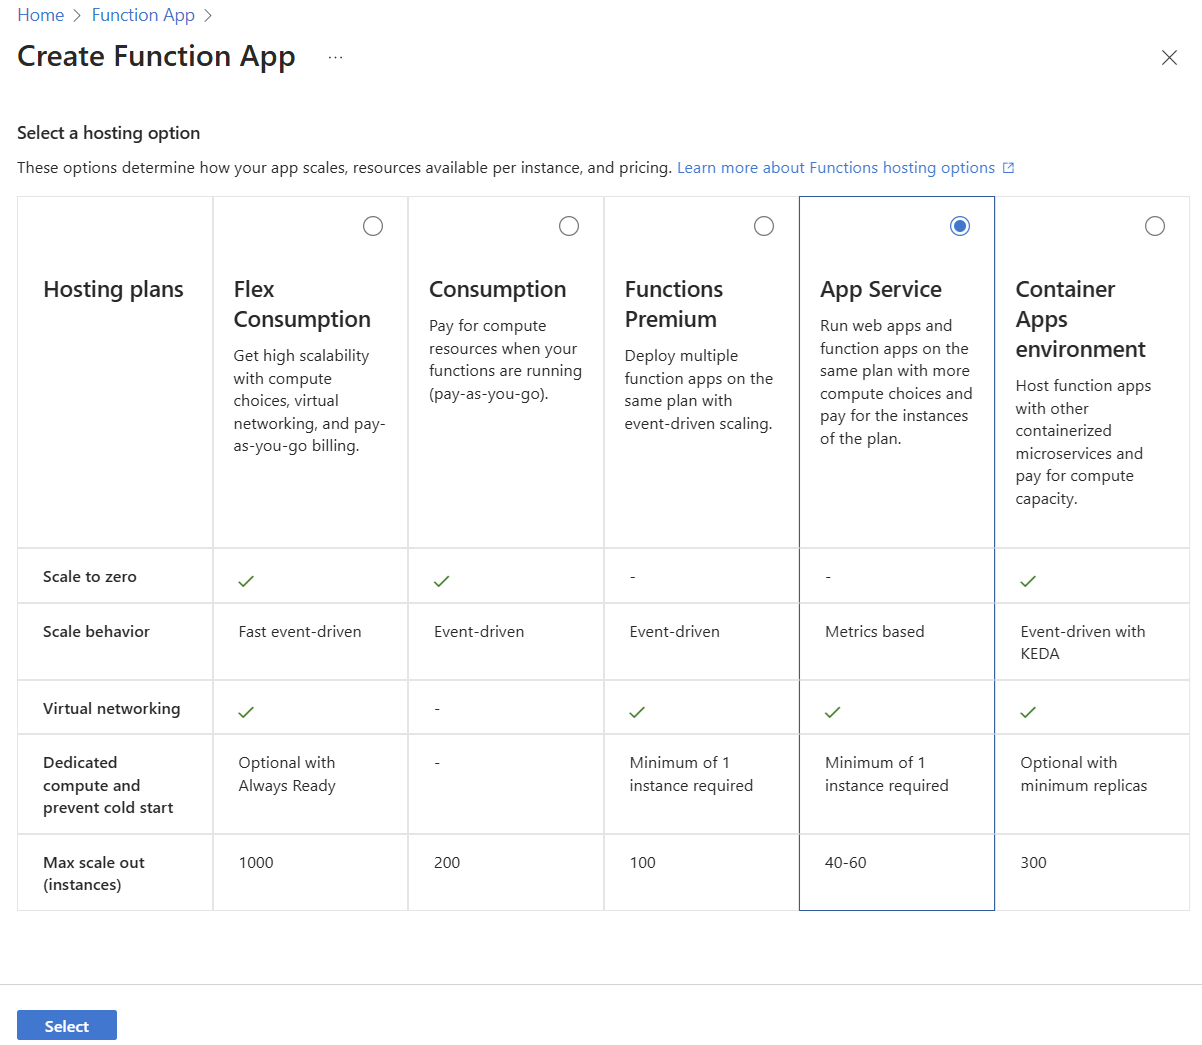 Home > Function App >
Create Function App ...
Select a hosting option
These options determine how your app scales, resources available per instance, and pricing. Learn more about Functions hosting options
Hosting plans
Flex
Consumption
Get high scalability
with compute
choices, virtual
networking, and pay-
as-you-go billing.
Consumption
Pay for compute
resources when your
functions are running
(pay-as-you-go).
Functions
Premium
Deploy multiple
function apps on the
same plan with
event-driven scaling.
App Service
Run web apps and
function apps on the
same plan with more
compute choices and
pay for the instances
of the plan.
Container
Apps
environment
Host function apps
with other
containerized
microservices and
pay for compute
capacity.
Scale to zero
-
-
Scale behavior
Fast event-driven
Event-driven
Event-driven
Metrics based
Event-driven with
KEDA
Virtual networking
-
Dedicated
compute and
prevent cold start
Optional with
Always Ready
-
Minimum of 1
instance required
Minimum of 1
instance required
Optional with
minimum replicas
Max scale out
(instances)
1000
200
100
40-60
300
Select